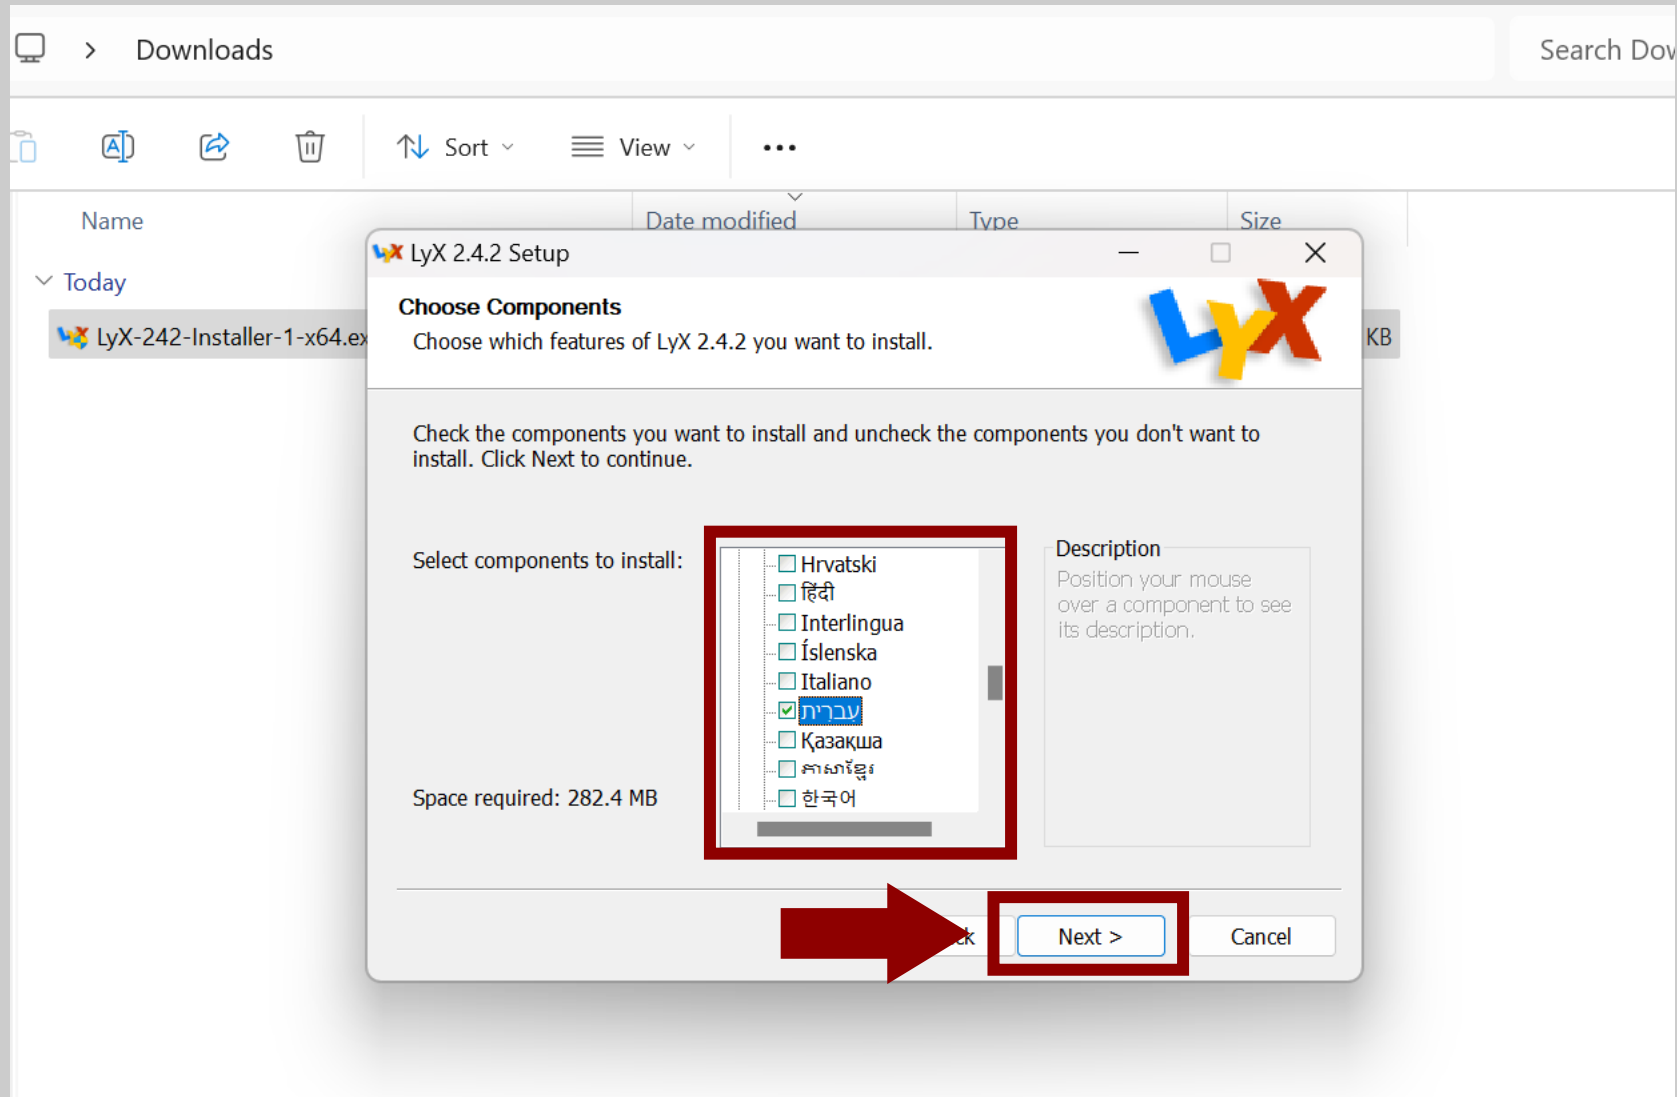 Downloads
Search Dow
Sort
View
Name
Date modified
Type
Size
Today
LyX-242-Installer-1-x64.ex
KB
LyX 2.4.2 Setup
Choose Components
Choose which features of LyX 2.4.2 you want to install.
LYX
Check the components you want to install and uncheck the components you don't want to
install. Click Next to continue.
Select components to install:
Hrvatski
हिंदी
Interlingua
Íslenska
Italiano
עִבְרִית
Қазақша
ភាសាខ្មែរ
한국어
Description
Position your mouse
over a component to see
its description.
Space required: 282.4 MB
ck
Next >
Cancel